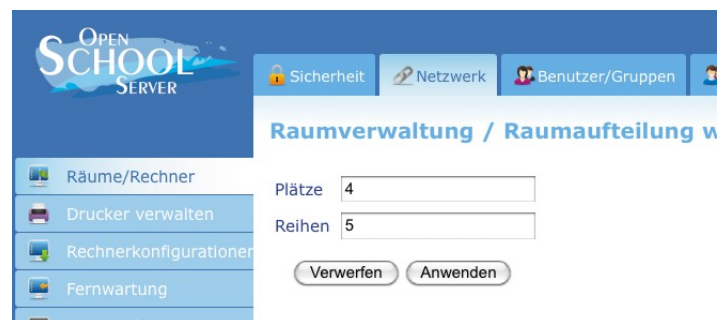 OPEN
SCHOOL
SERVER
Sicherheit
Netzwerk
Benutzer/Gruppen
Raumverwaltung / Raumaufteilung
Räume/Rechner
Drucker verwalten
Rechnerkonfigurationen
Fernwartung
Plätze 4
Reihen 5
Verwerfen Anwenden